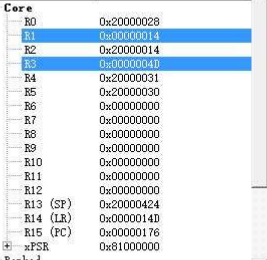 Core
R0 0x20000028
R1 0x00000014
R2 0x20000014
R3 0x0000004D
R4 0x20000031
R5 0x20000030
R6 0x00000000
R7 0x00000000
R8 0x00000000
R9 0x00000000
R10 0x00000000
R11 0x00000000
R12 0x00000000
R13 (SP) 0x20000424
R14 (LR) 0x0000014D
R15 (PC) 0x00000176
xPSR 0x81000000